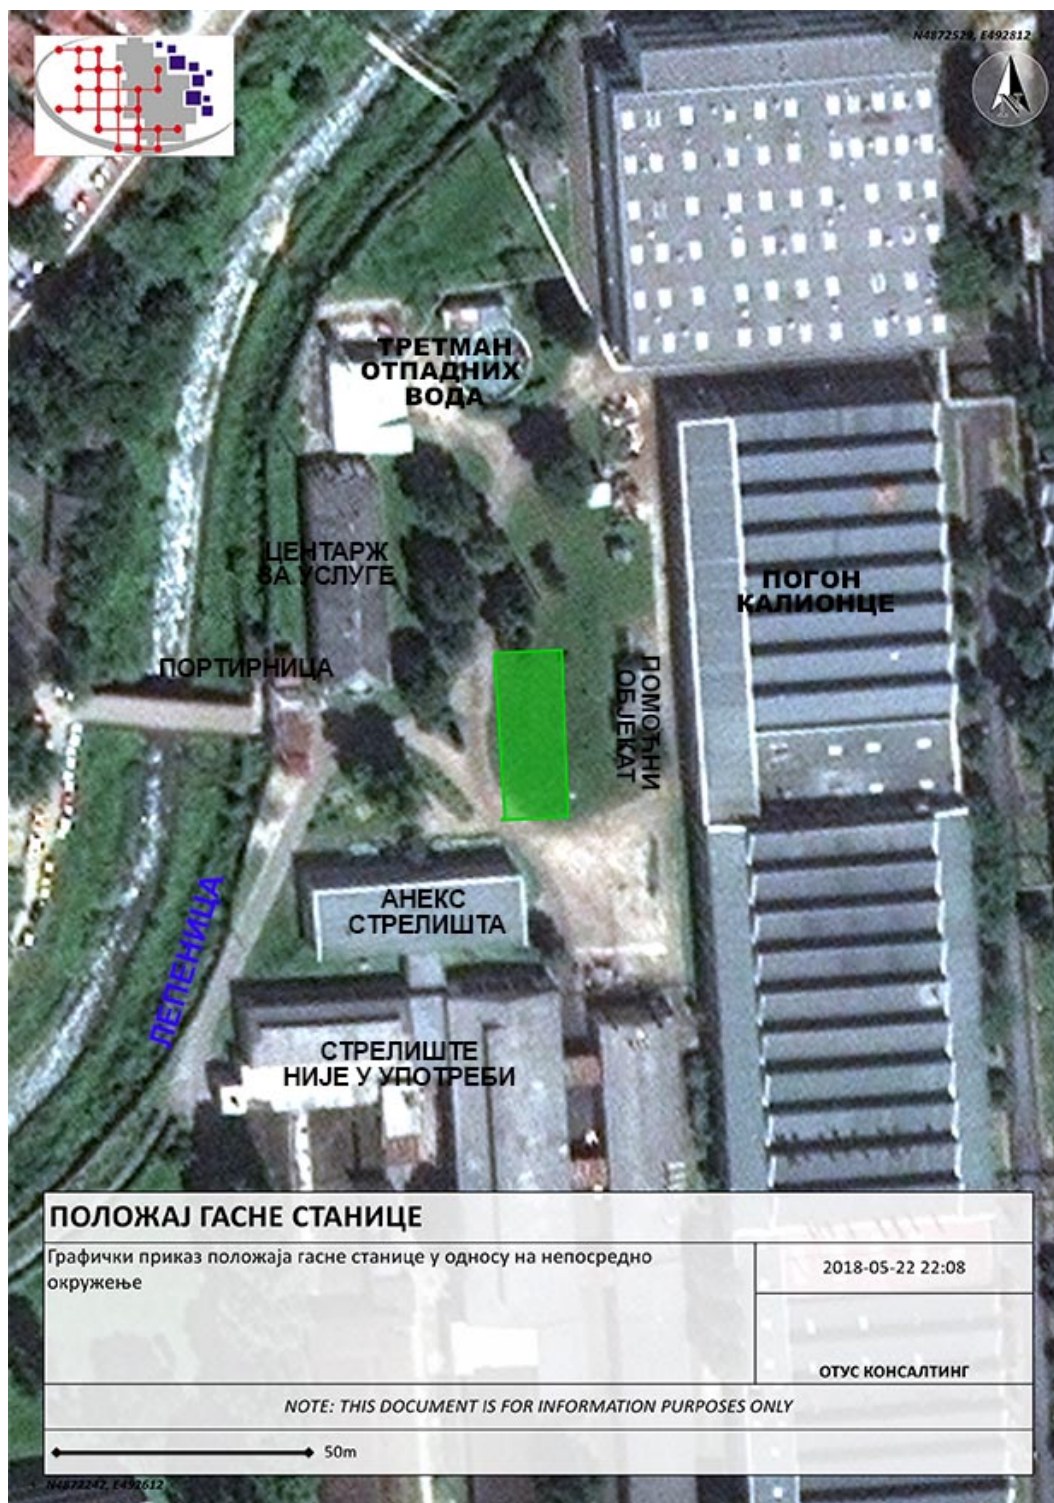 N4872529, E492812
N
ТРЕТМАН
ОТПАДНИХ
ВОДА
ЦЕНТАРЖ
ЗА УСЛУГЕ
ПОГОН
КАЛИОНЦЕ
ПОРТИРНИЦА
ПОМОЋНИ
ОБЈЕКАТ
АНЕКС
СТРЕЛИШТА
ЛЕПЕНИЦА
СТРЕЛИШТЕ
НИЈЕ У УПОТРЕБИ
ПОЛОЖАЈ ГАСНЕ СТАНИЦЕ
Графички приказ положаја гасне станице у односу на непосредно
окружење
2018-05-22 22:08
ОТУС КОНСАЛТИНГ
NOTE: THIS DOCUMENT IS FOR INFORMATION PURPOSES ONLY
50m
N4872242, E492612